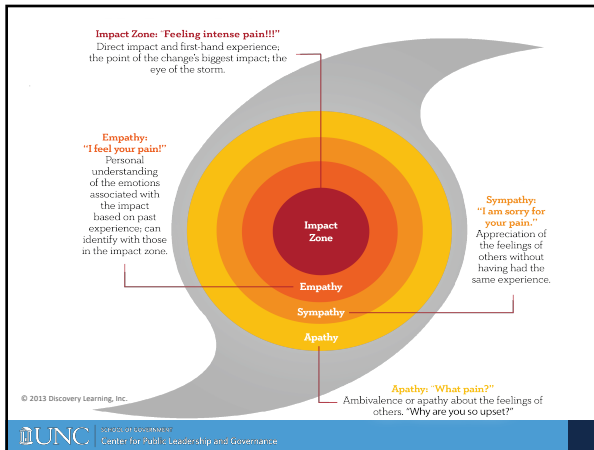 Impact Zone: "Feeling intense pain!!!"
Direct impact and first-hand experience;
the point of the change's biggest impact; the
eye of the storm.
Empathy:
"I feel your pain!"
Personal
understanding
of the emotions
associated with
the impact
based on past
experience; can
identify with those
in the impact zone.
Sympathy:
"I am sorry for
your pain."
Appreciation of
the feelings of
others without
having had the
same experience.
Impact
Zone
Empathy
Sympathy
Apathy
Apathy: "What pain?"
Ambivalence or apathy about the feelings of
others. "Why are you so upset?"
© 2013 Discovery Learning, Inc.
UNC
SCHOOL OF GOVERNMENT
Center for Public Leadership and Governance